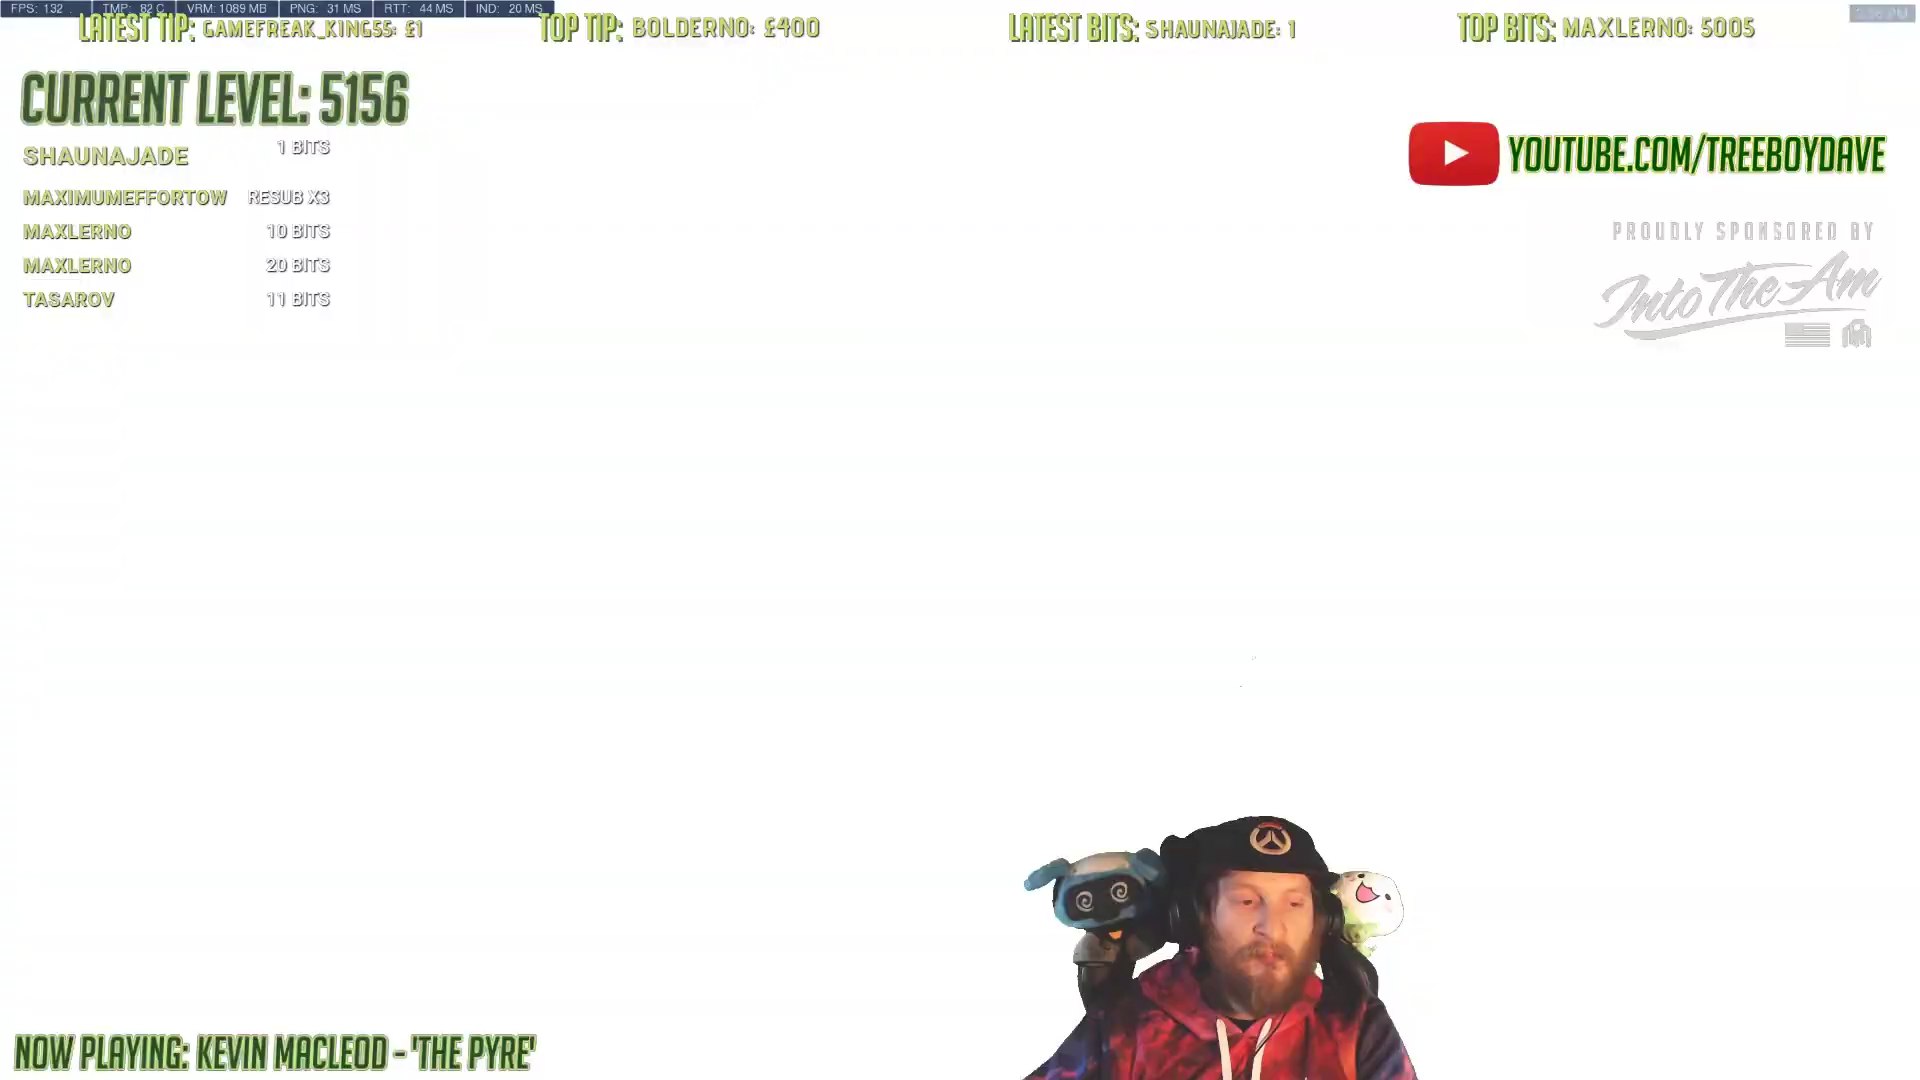 FPS: 132 TMP: 82 C VRM: 1089 MB PNG: 31 MS RTT: 44 MS IND: 20 MS
LATEST TIP: GAMEFREAK_KINGSS: £1 TOP TIP: BOLDERNO: £400 LATEST BITS: SHAUNAJADE: 1 TOP BITS: MAXLERNO: 5005
CURRENT LEVEL: 5156
SHAUNAJADE 1 BITS
MAXIMUMEFFORTOW RESUB X3
MAXLERNO 10 BITS
MAXLERNO 20 BITS
TASAROV 11 BITS
YOUTUBE.COM/TREEBOYDAVE
PROUDLY SPONSORED BY
Into The Am
NOW PLAYING: KEVIN MACLEOD - 'THE PYRE'